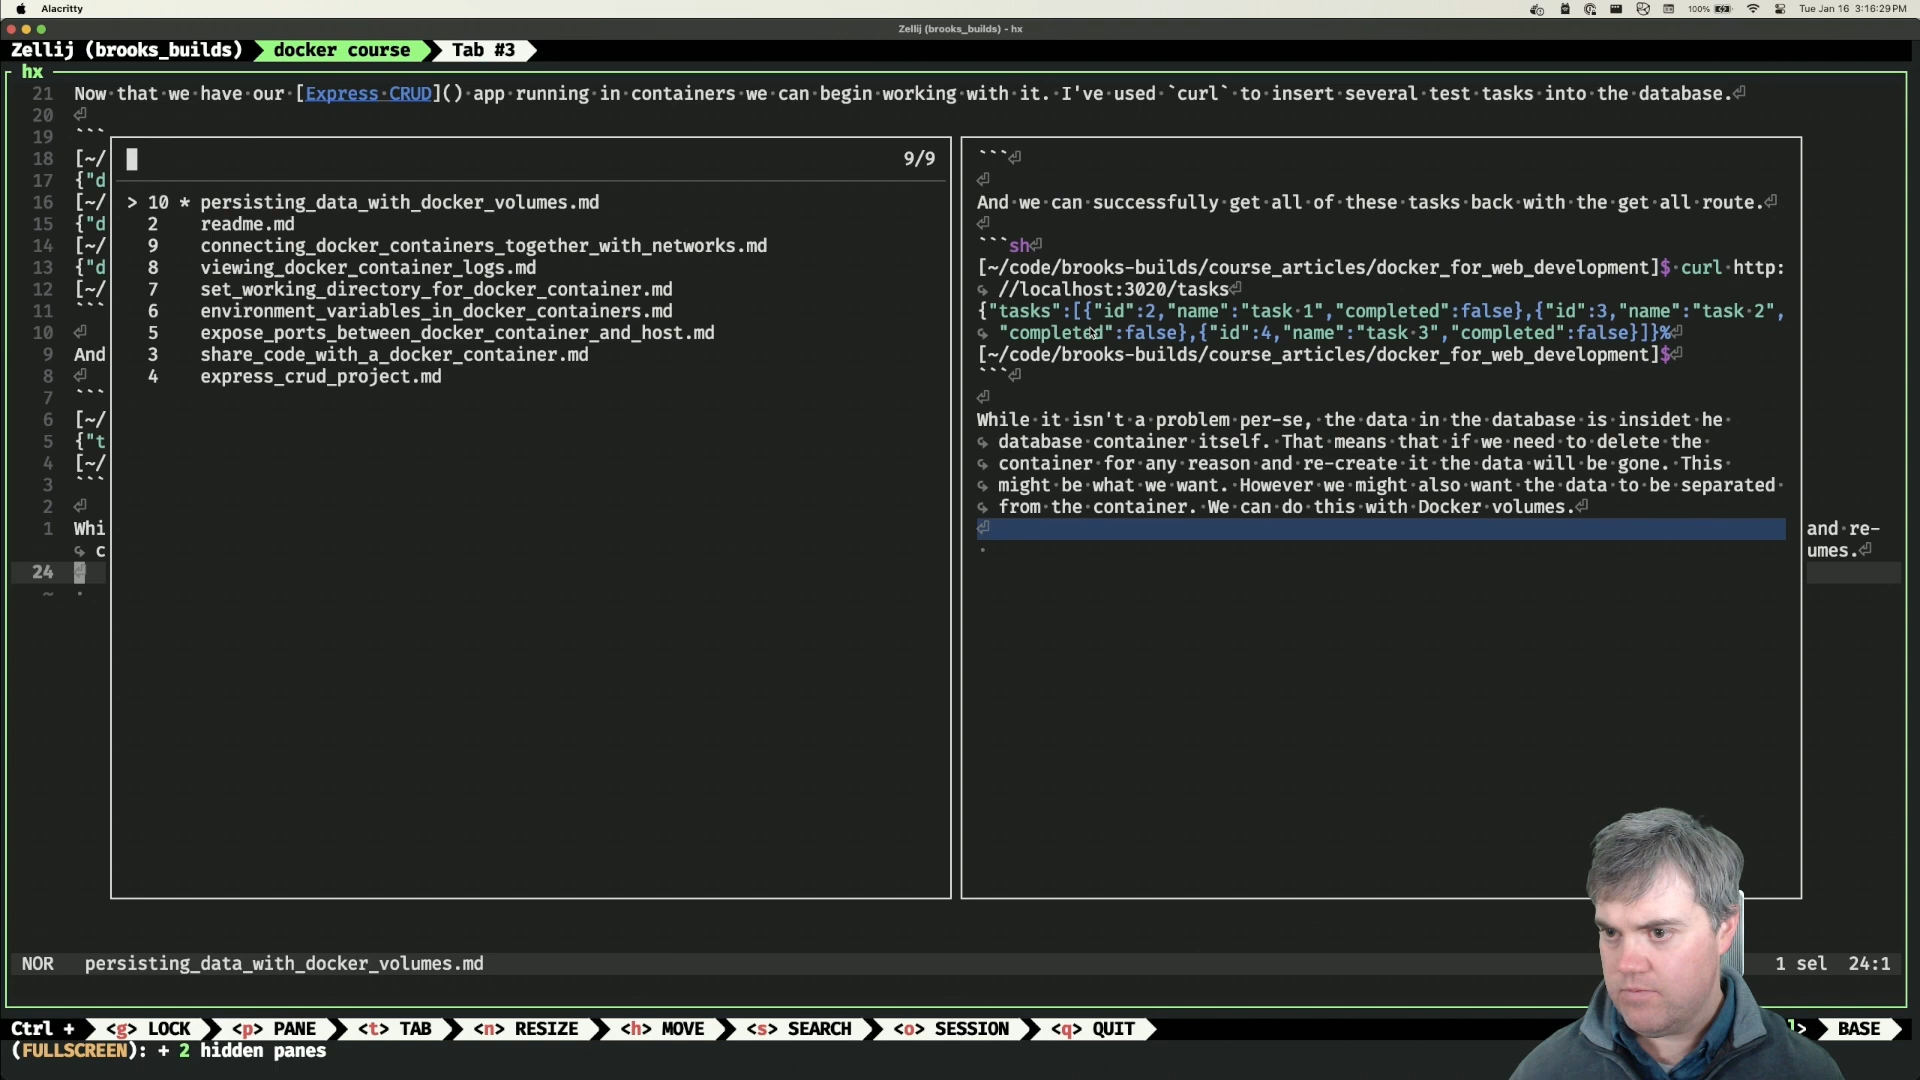 Alacritty
100%
Tue Jan 16 3:16:29 PM
Zellij (brooks_builds) - hx
Zellij (brooks_builds) docker course Tab #3
hx
21 Now·that·we·have·our·[Express·CRUD]()·app·running·in·containers·we·can·begin·working·with·it.·I've·used·`curl`·to·insert·several·test·tasks·into·the·database.⏎
20 ⏎
19 ```
18 [~/
17 {"d
16 [~/
15 {"d
14 [~/
13 {"d
12 [~/
11 ```
10 ⏎
9 And
8 ⏎
7 ```
6 [~/
5 {"t
4 [~/
3 ```
2 ⏎
1 Whi
↪ c
24 ⏎
~ ·
9/9
> 10 * persisting_data_with_docker_volumes.md
2 readme.md
9 connecting_docker_containers_together_with_networks.md
8 viewing_docker_container_logs.md
7 set_working_directory_for_docker_container.md
6 environment_variables_in_docker_containers.md
5 expose_ports_between_docker_container_and_host.md
3 share_code_with_a_docker_container.md
4 express_crud_project.md
```⏎
⏎
And·we·can·successfully·get·all·of·these·tasks·back·with·the·get·all·route.⏎
⏎
```sh⏎
[~/code/brooks-builds/course_articles/docker_for_web_development]$·curl·http:
↪ //localhost:3020/tasks⏎
{"tasks":[{"id":2,"name":"task·1","completed":false},{"id":3,"name":"task·2",
↪ "completed":false},{"id":4,"name":"task·3","completed":false}]}%⏎
[~/code/brooks-builds/course_articles/docker_for_web_development]$⏎
```⏎
⏎
While·it·isn't·a·problem·per-se,·the·data·in·the·database·is·insidet·he·
↪ database·container·itself.·That·means·that·if·we·need·to·delete·the·
↪ container·for·any·reason·and·re-create·it·the·data·will·be·gone.·This·
↪ might·be·what·we·want.·However·we·might·also·want·the·data·to·be·separated·
↪ from·the·container.·We·can·do·this·with·Docker·volumes.⏎
⏎
·
and·re-
umes.⏎
NOR persisting_data_with_docker_volumes.md 1 sel 24:1
Ctrl + <g> LOCK <p> PANE <t> TAB <n> RESIZE <h> MOVE <s> SEARCH <o> SESSION <q> QUIT > BASE
(FULLSCREEN): + 2 hidden panes